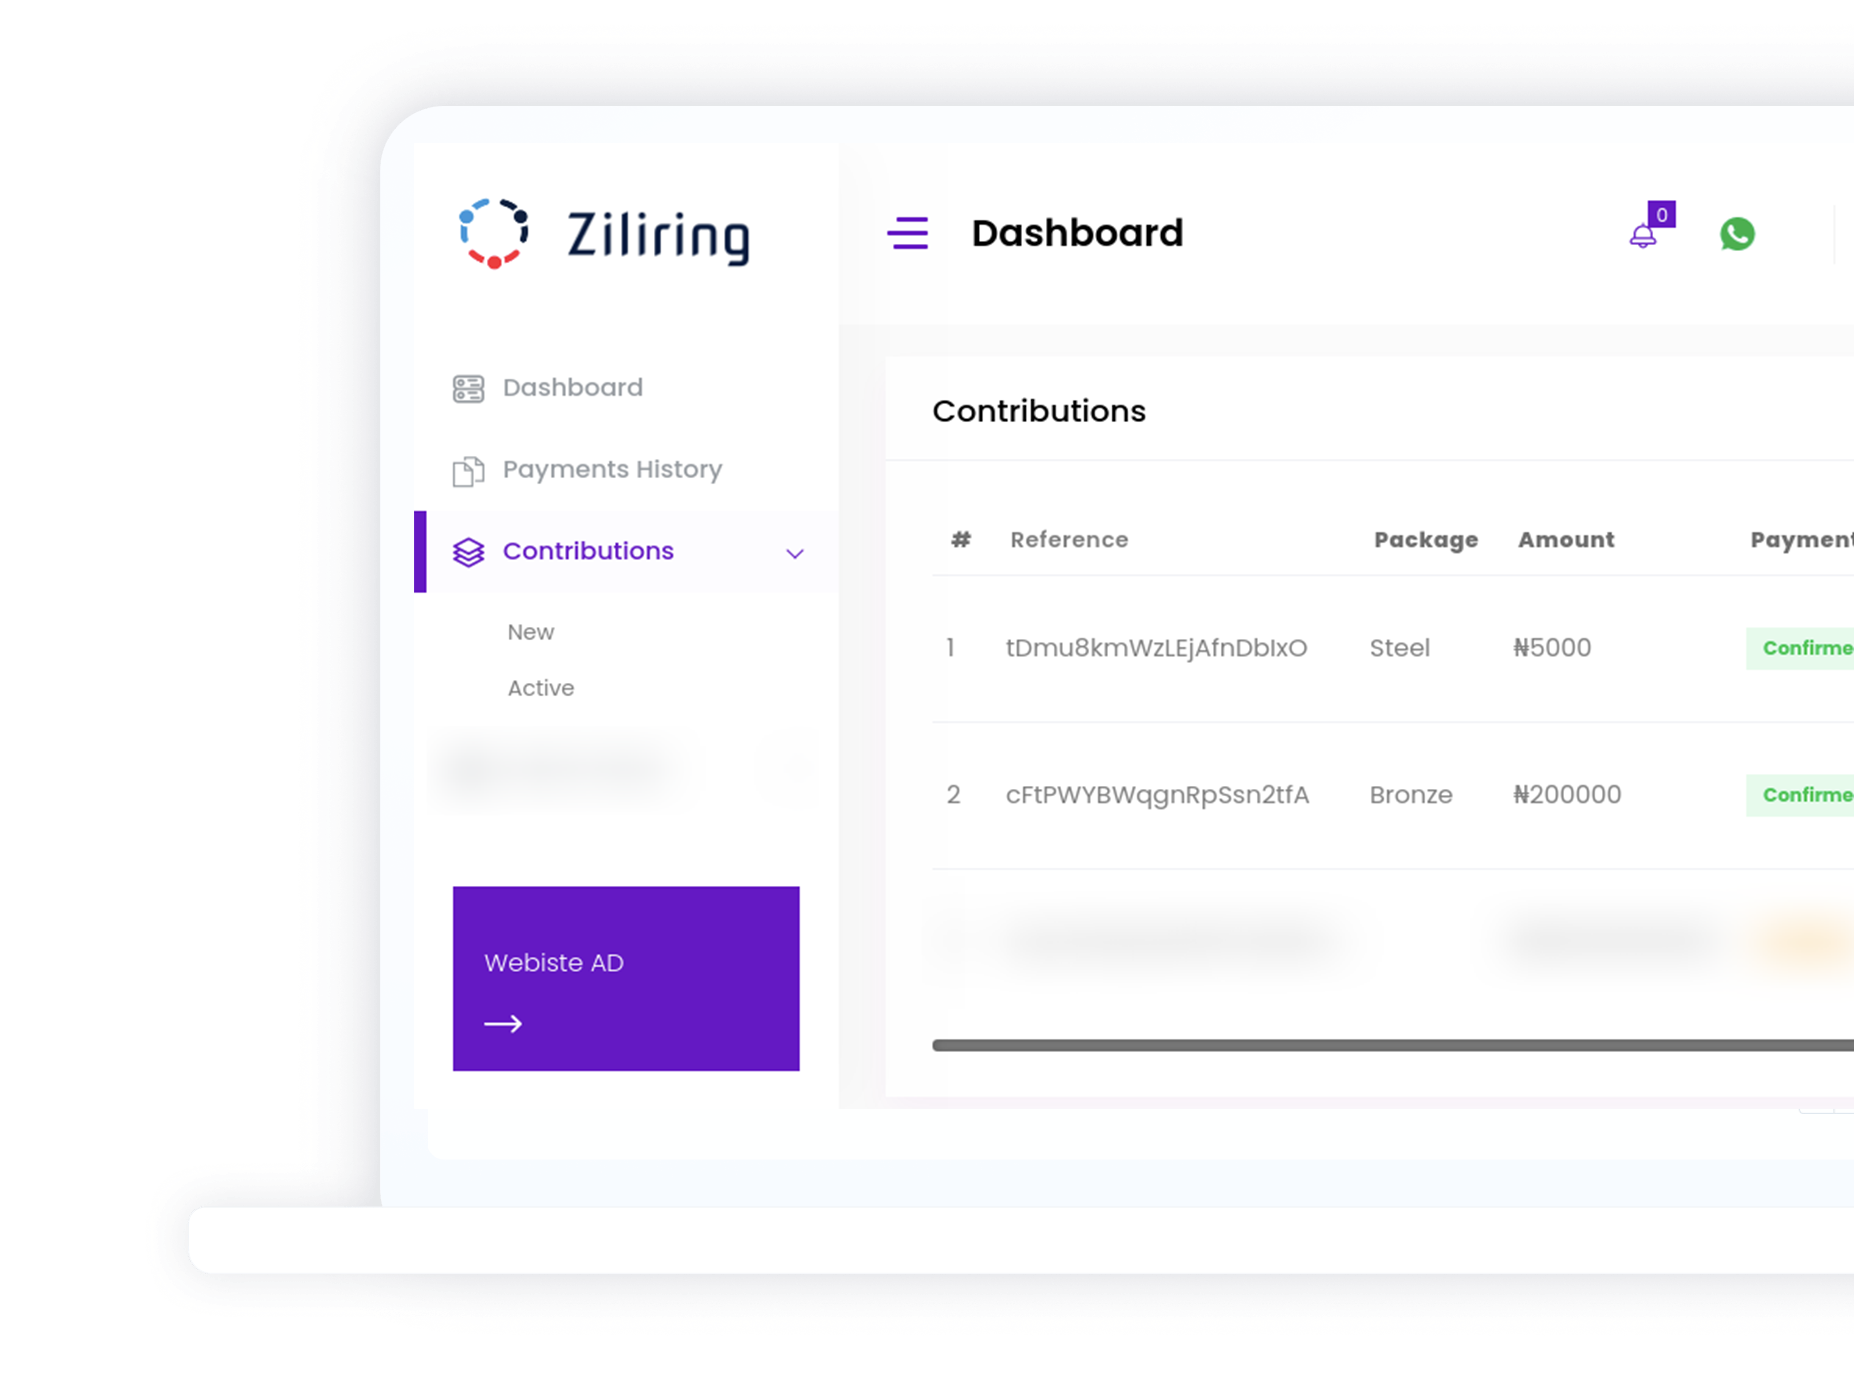 Ziliring
Dashboard
0
Dashboard
Payments History
Contributions
New
Active
Webiste AD
Contributions
# Reference Package Amount Payment
1 tDmu8kmWzLEjAfnDbIxO Steel ₦5000 Confirme
2 cFtPWYBWqgnRpSsn2tfA Bronze ₦200000 Confirme